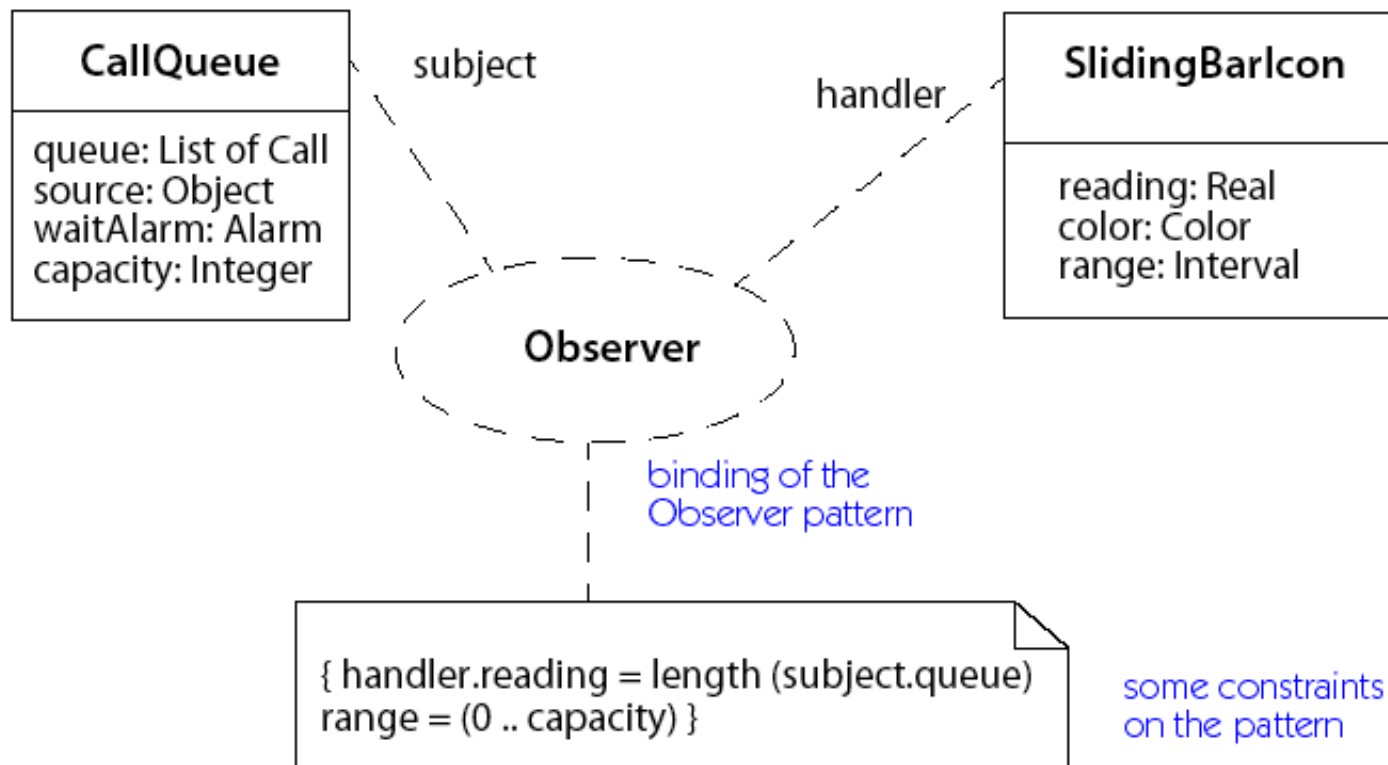 CallQueue
queue: List of Call
source: Object
waitAlarm: Alarm
capacity: Integer
subject
handler
SlidingBarIcon
reading: Real
color: Color
range: Interval
Observer
binding of the
Observer pattern
{ handler.reading = length (subject.queue)
range = (0 .. capacity) }
some constraints
on the pattern